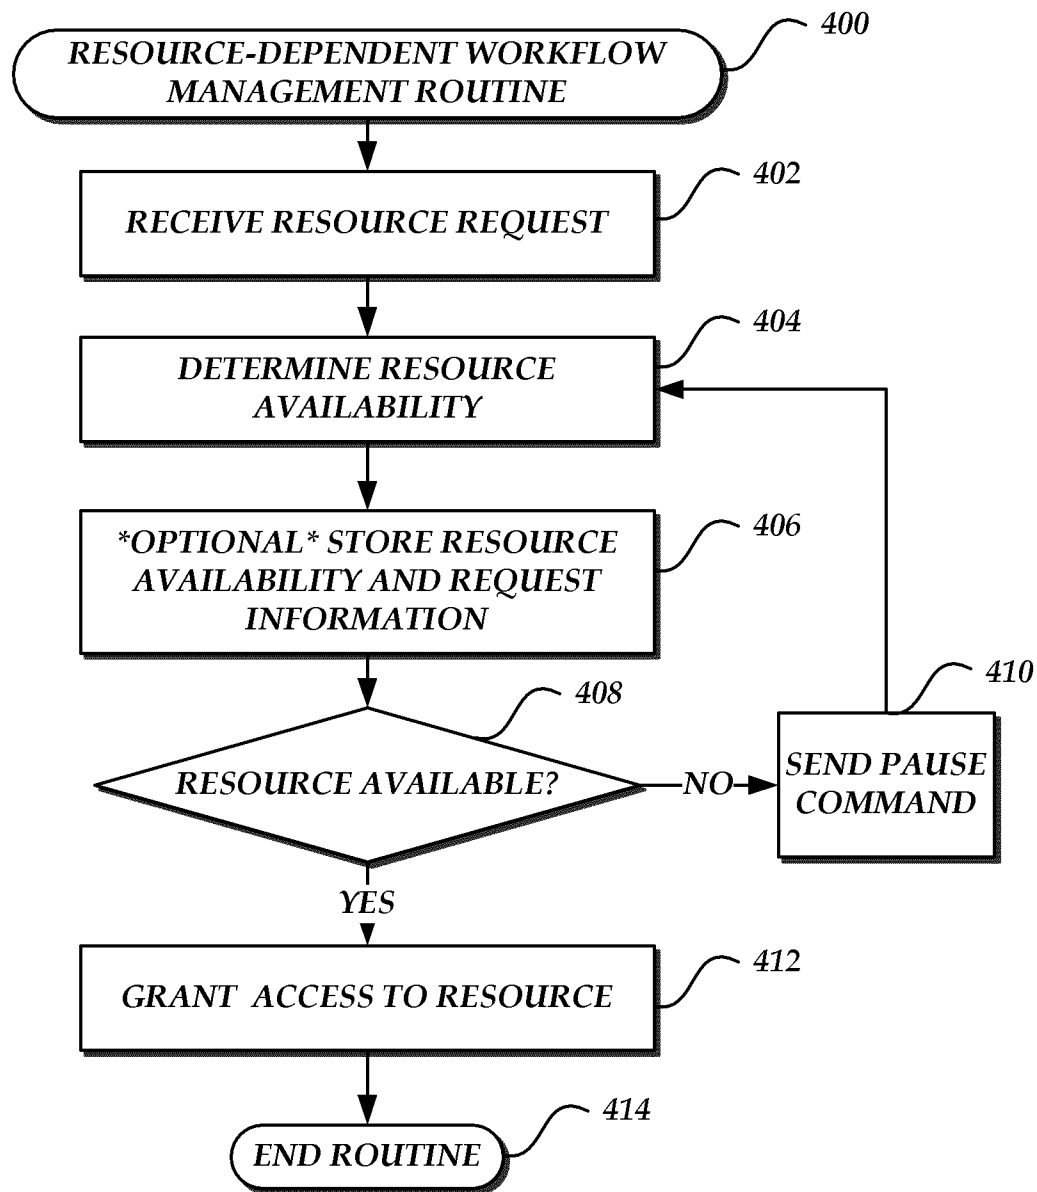 400
RESOURCE-DEPENDENT WORKFLOW
MANAGEMENT ROUTINE
402
RECEIVE RESOURCE REQUEST
404
DETERMINE RESOURCE
AVAILABILITY
406
*OPTIONAL* STORE RESOURCE
AVAILABILITY AND REQUEST
INFORMATION
408
RESOURCE AVAILABLE?
NO
410
SEND PAUSE
COMMAND
YES
412
GRANT ACCESS TO RESOURCE
414
END ROUTINE